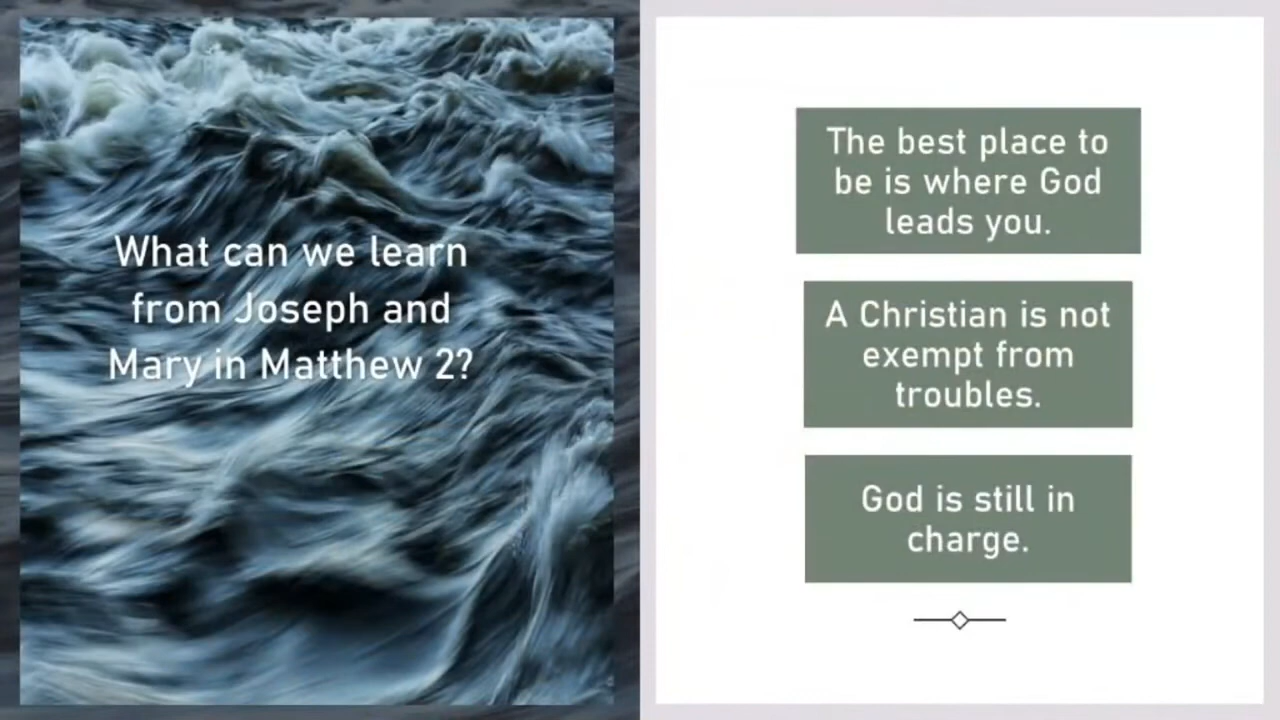 What can we learn
from Joseph and
Mary in Matthew 2?
The best place to
be is where God
leads you.
A Christian is not
exempt from
troubles.
God is still in
charge.